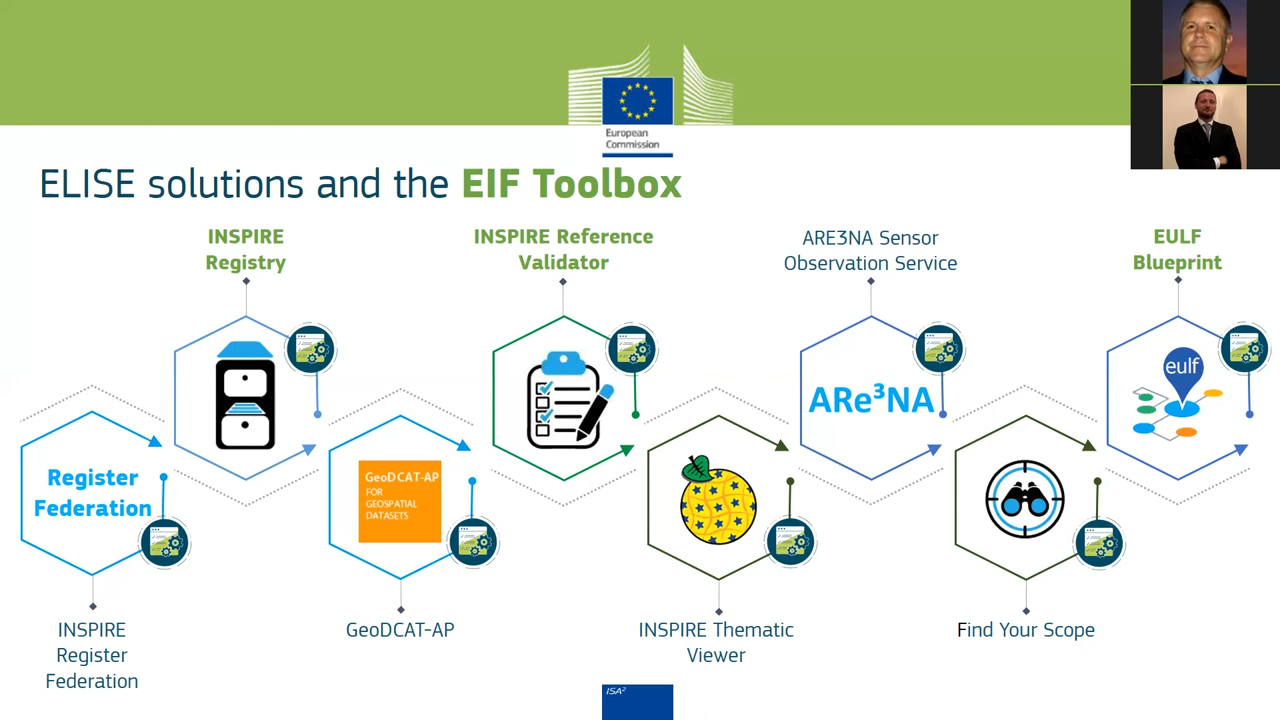 European
Commission
ELISE solutions and the EIF Toolbox
INSPIRE
Registry
INSPIRE Reference
Validator
ARE3NA Sensor
Observation Service
EULF
Blueprint
eulf
ARe³NA
Register
Federation
GeoDCAT-AP
FOR
GEOSPATIAL
DATASETS
INSPIRE
Register
Federation
GeoDCAT-AP
INSPIRE Thematic
Viewer
Find Your Scope
ISA²